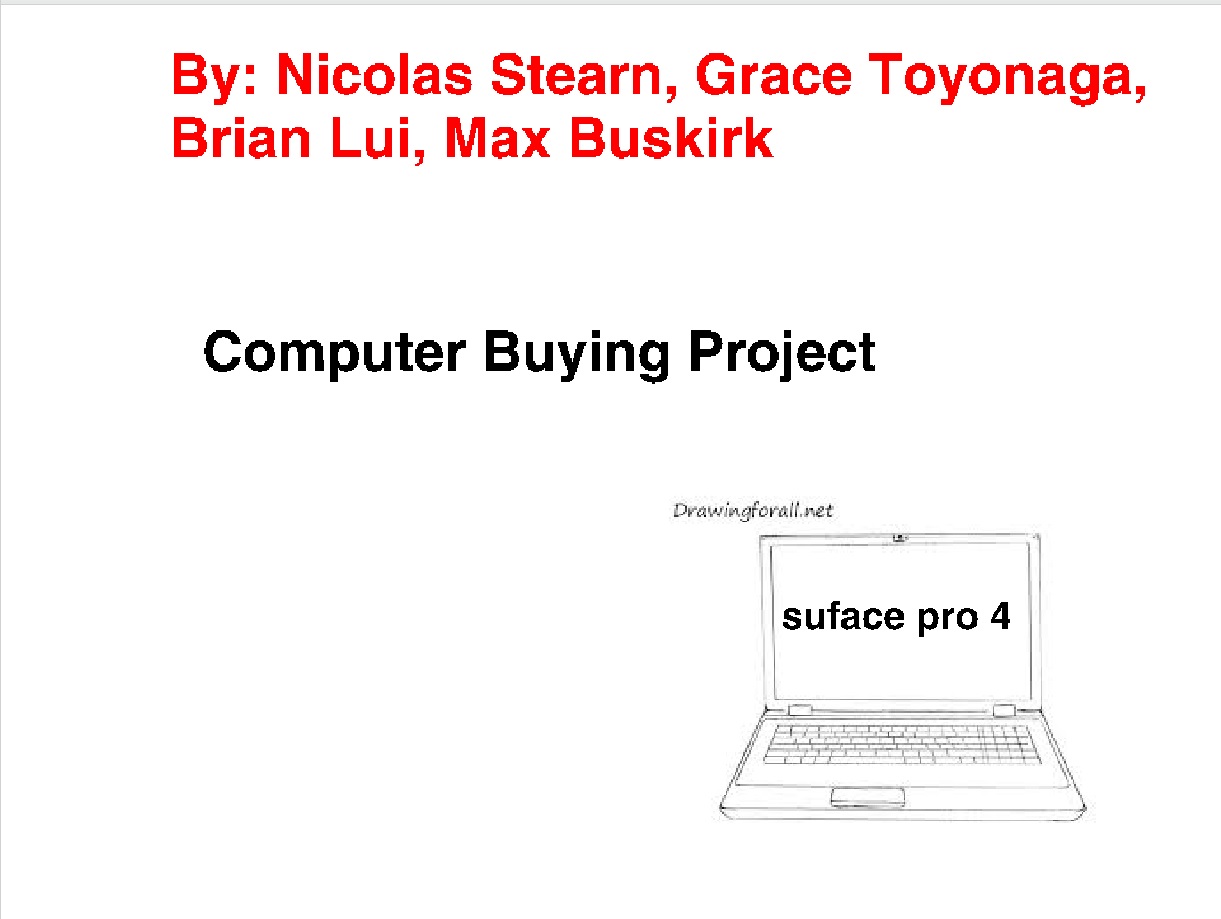 By: Nicolas Stearn, Grace Toyonaga,
Brian Lui, Max Buskirk
Computer Buying Project
Drawingforall.net
suface pro 4